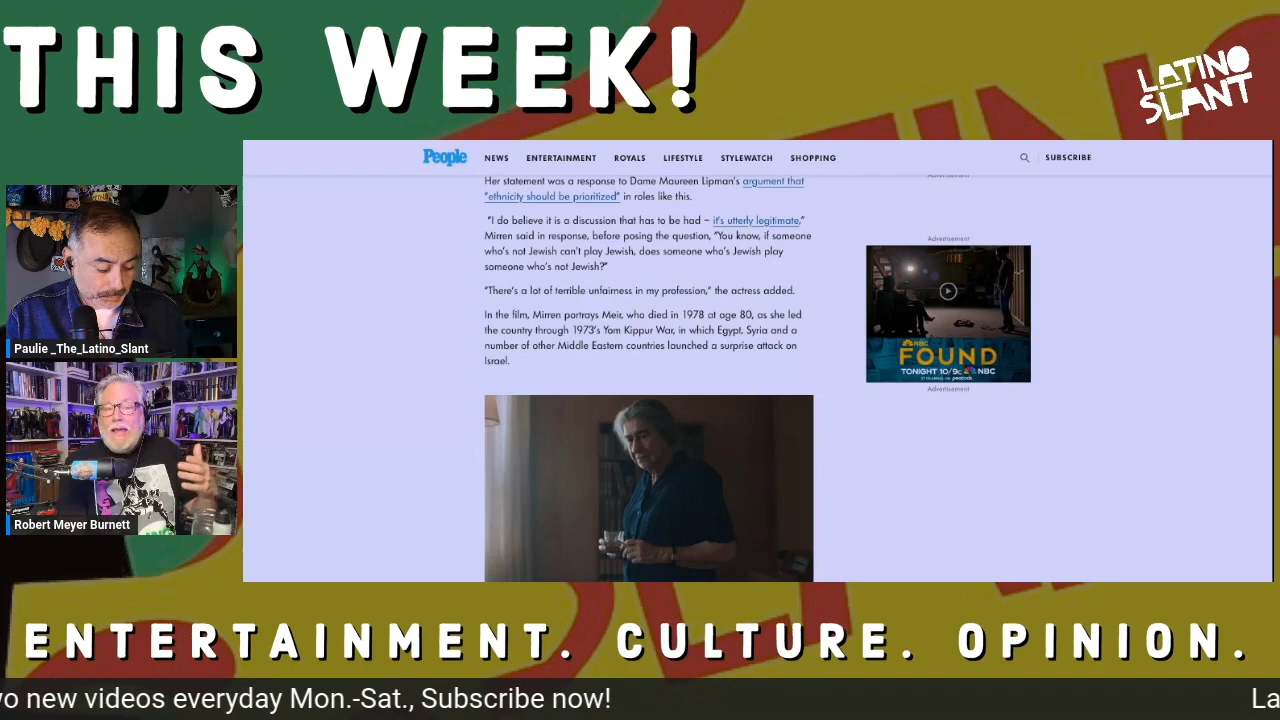 THIS WEEK!
LATINO
SLANT
People
NEWS ENTERTAINMENT ROYALS LIFESTYLE STYLEWATCH SHOPPING
SUBSCRIBE
Her statement was a response to Dame Maureen Lipman's argument that
"ethnicity should be prioritized" in roles like this.
"I do believe it is a discussion that has to be had – it's utterly legitimate,"
Mirren said in response, before posing the question, "You know, if someone
who's not Jewish can't play Jewish, does someone who's Jewish play
someone who's not Jewish?"
"There's a lot of terrible unfairness in my profession," the actress added.
In the film, Mirren portrays Meir, who died in 1978 at age 80, as she led
the country through 1973's Yom Kippur War, in which Egypt, Syria and a
number of other Middle Eastern countries launched a surprise attack on
Israel.
Advertisement
Advertisement
NBC
FOUND
TONIGHT 10/9c NBC
Advertisement
Paulie _The_Latino_Slant
Robert Meyer Burnett
ENTERTAINMENT. CULTURE. OPINION.
wo new videos everyday Mon.-Sat., Subscribe now!
La